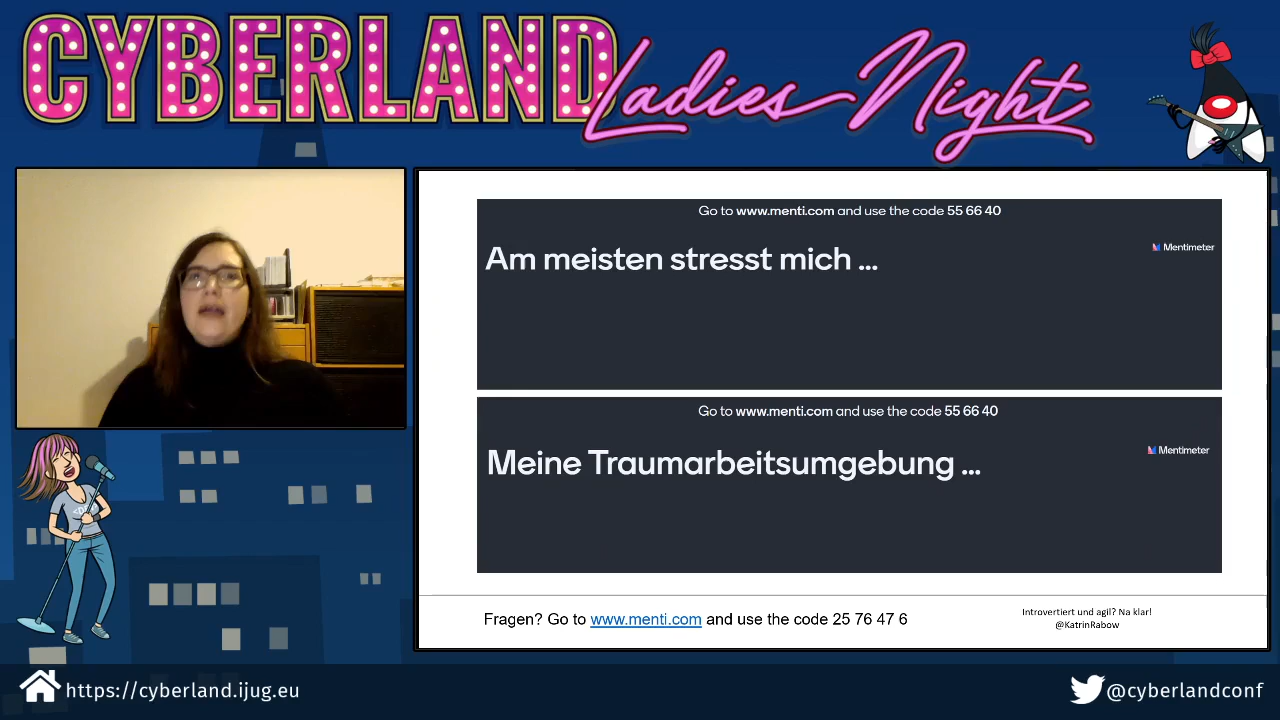 CYBERLAND Ladies Night
Go to www.menti.com and use the code 55 66 40
Mentimeter
Am meisten stresst mich ...
Go to www.menti.com and use the code 55 66 40
Mentimeter
Meine Traumarbeitsumgebung ...
Fragen? Go to www.menti.com and use the code 25 76 47 6
Introvertiert und agil? Na klar!
@KatrinRabow
https://cyberland.ijug.eu
@cyberlandconf